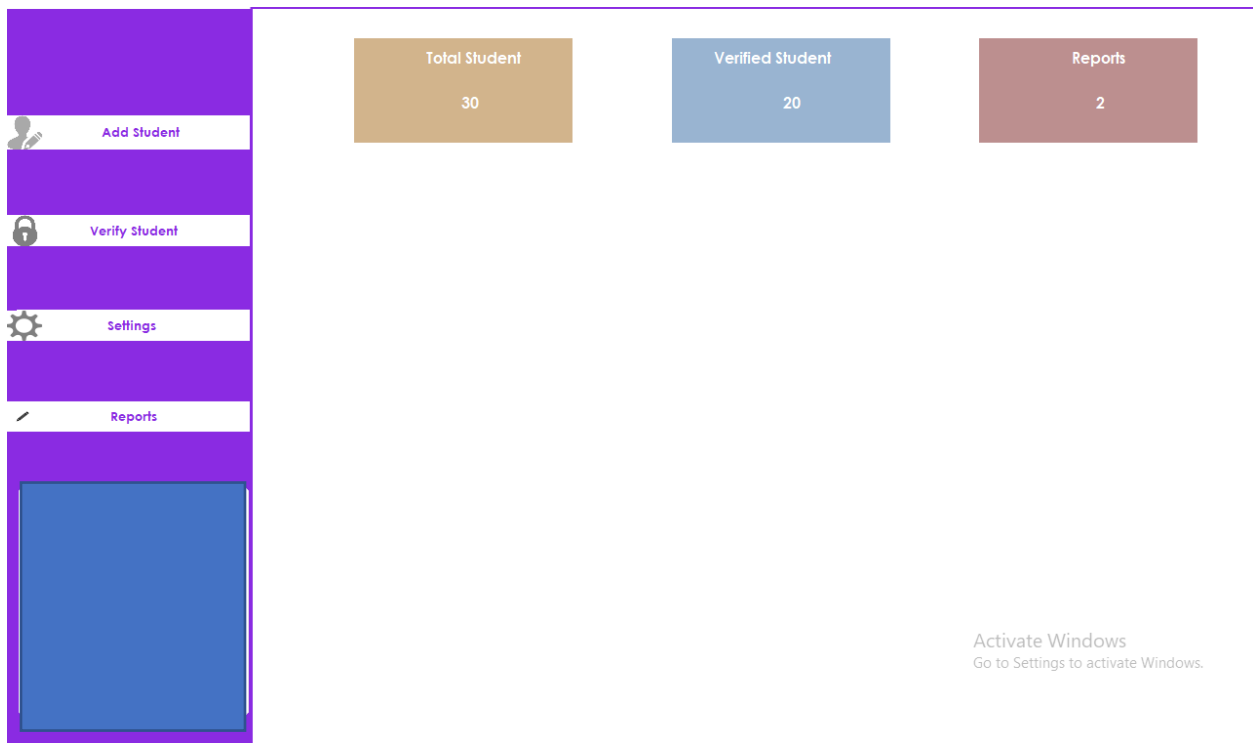 Total Student
30
Verified Student
20
Reports
2
Add Student
Verify Student
Settings
Reports
Activate Windows
Go to Settings to activate Windows.